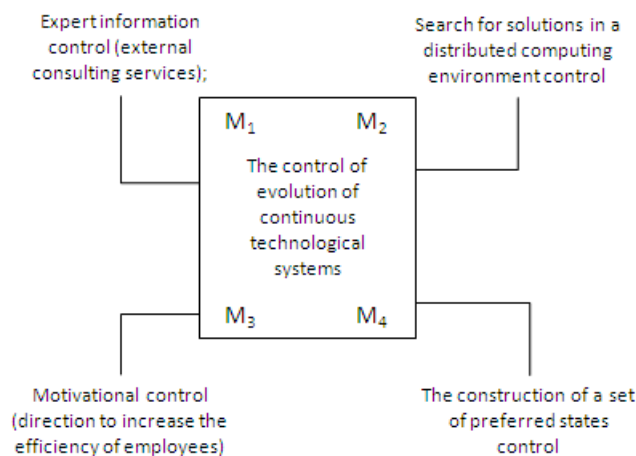 Expert information
control (external
consulting services);
Search for solutions in a
distributed computing
environment control
M₁ M₂
The control of
evolution of
continuous
technological
systems
M₃ M₄
Motivational control
(direction to increase the
efficiency of employees)
The construction of a set
of preferred states
control